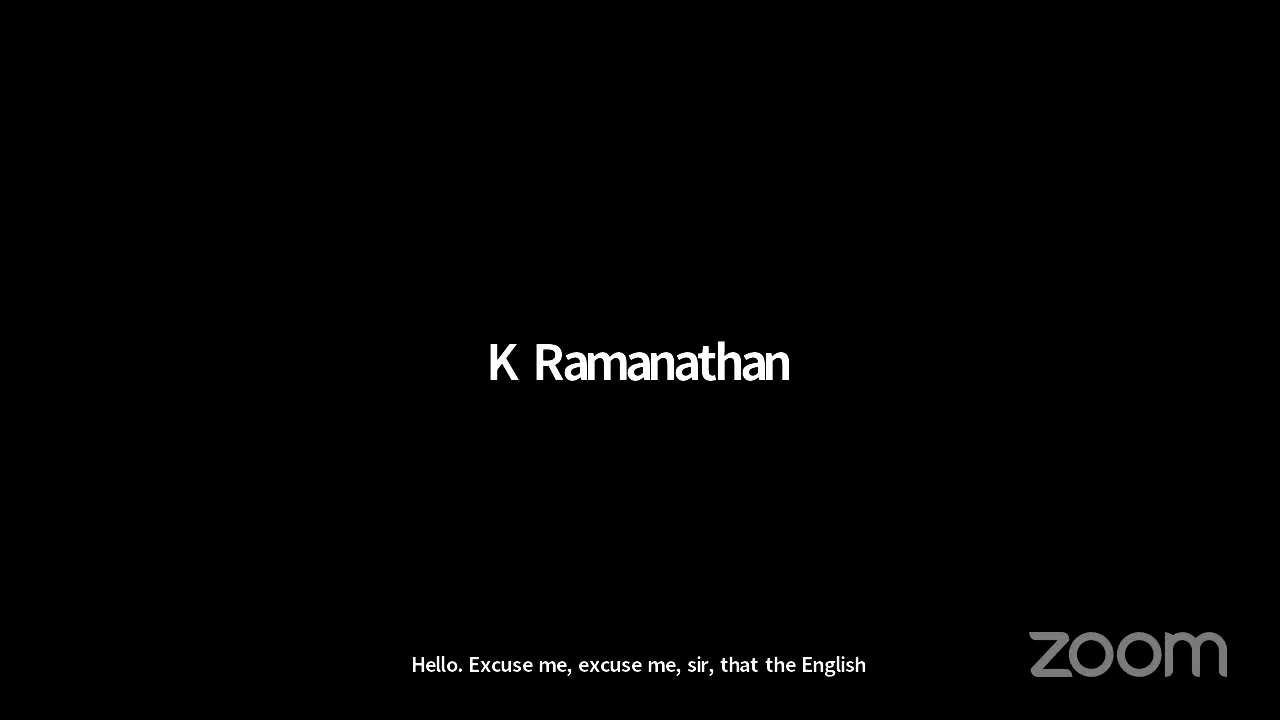 K Ramanathan
Hello. Excuse me, excuse me, sir, that the English
zoom